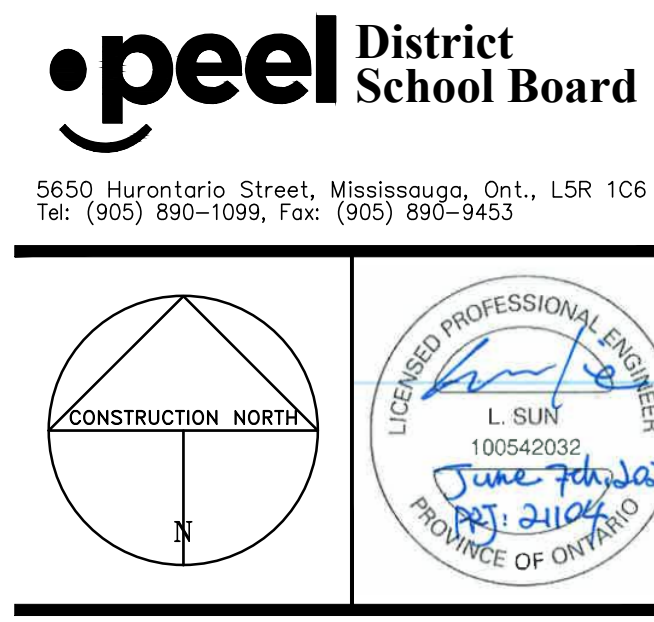 peel District
School Board
5650 Hurontario Street, Mississauga, Ont., L5R 1C6
Tel: (905) 890-1099, Fax: (905) 890-9453
CONSTRUCTION NORTH
N
LICENSED PROFESSIONAL ENGINEER
L. SUN
100542032
June 7th, 202
PRJ: 21104
PROVINCE OF ONTARIO